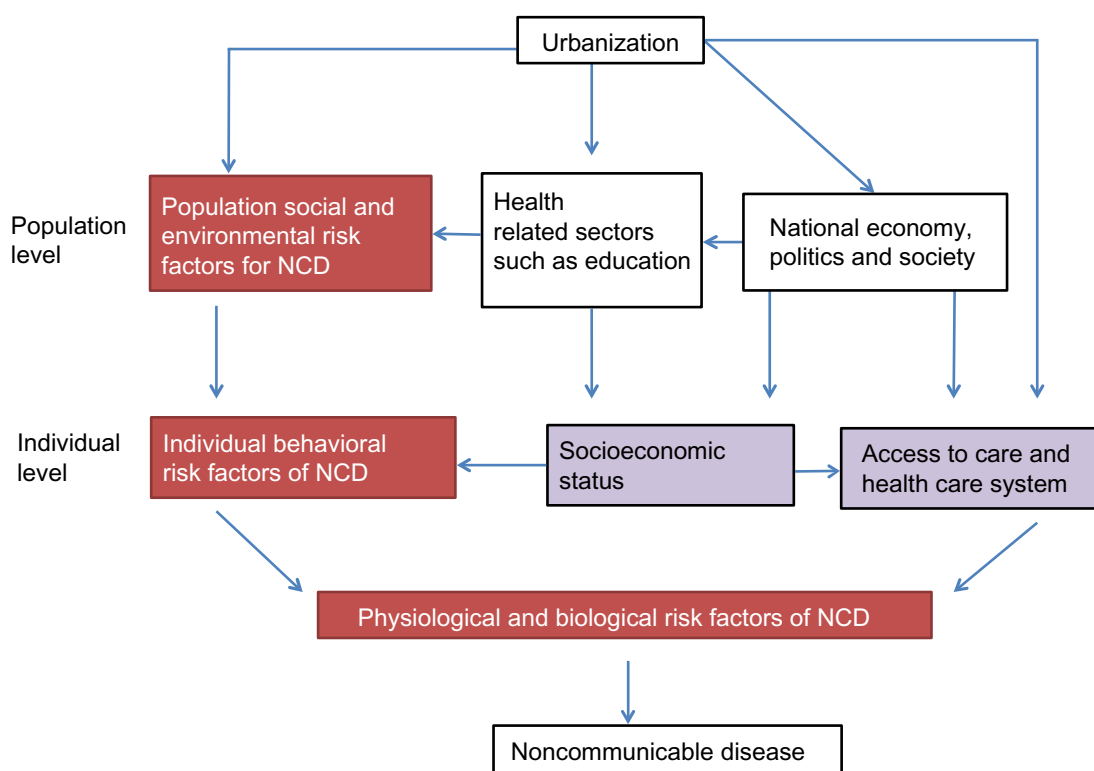 Urbanization
Population
level
Population social and
environmental risk
factors for NCD
Health
related sectors
such as education
National economy,
politics and society
Individual
level
Individual behavioral
risk factors of NCD
Socioeconomic
status
Access to care and
health care system
Physiological and biological risk factors of NCD
Noncommunicable disease